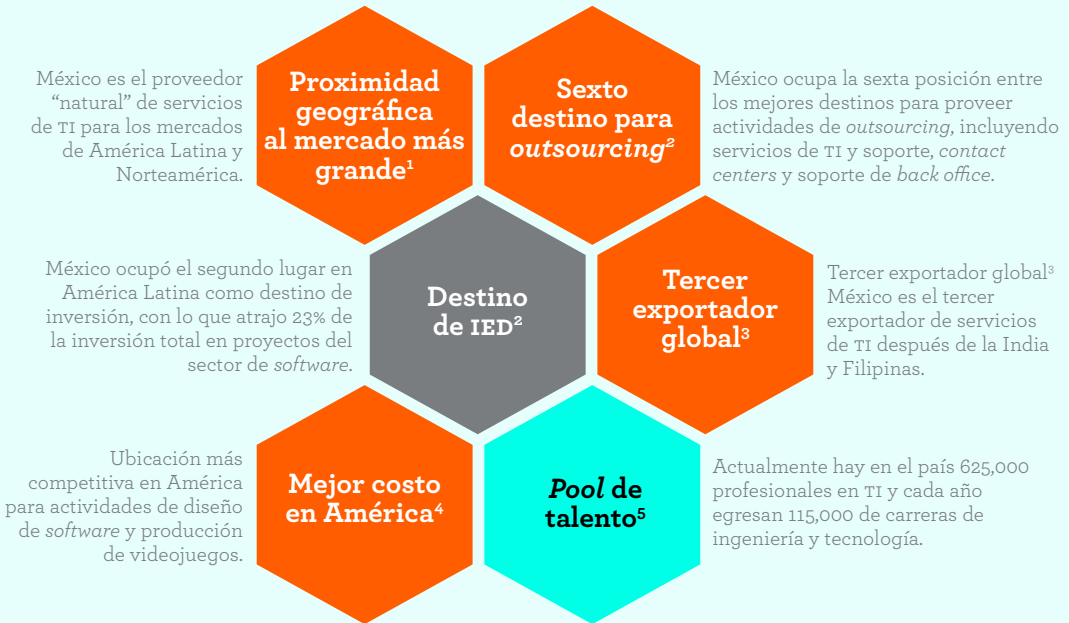 México es el proveedor
“natural” de servicios
de TI para los mercados
de América Latina y
Norteamérica.
Proximidad
geográfica
al mercado más
grande¹
Sexto
destino para
outsourcing²
México ocupa la sexta posición entre
los mejores destinos para proveer
actividades de outsourcing, incluyendo
servicios de TI y soporte, contact
centers y soporte de back office.
México ocupó el segundo lugar en
América Latina como destino de
inversión, con lo que atrajo 23% de
la inversión total en proyectos del
sector de software.
Destino
de IED²
Tercer
exportador
global³
Tercer exportador global³
México es el tercer
exportador de servicios
de TI después de la India
y Filipinas.
Ubicación más
competitiva en América
para actividades de diseño
de software y producción
de videojuegos.
Mejor costo
en América⁴
Pool de
talento⁵
Actualmente hay en el país 625,000
profesionales en TI y cada año
egresan 115,000 de carreras de
ingeniería y tecnología.